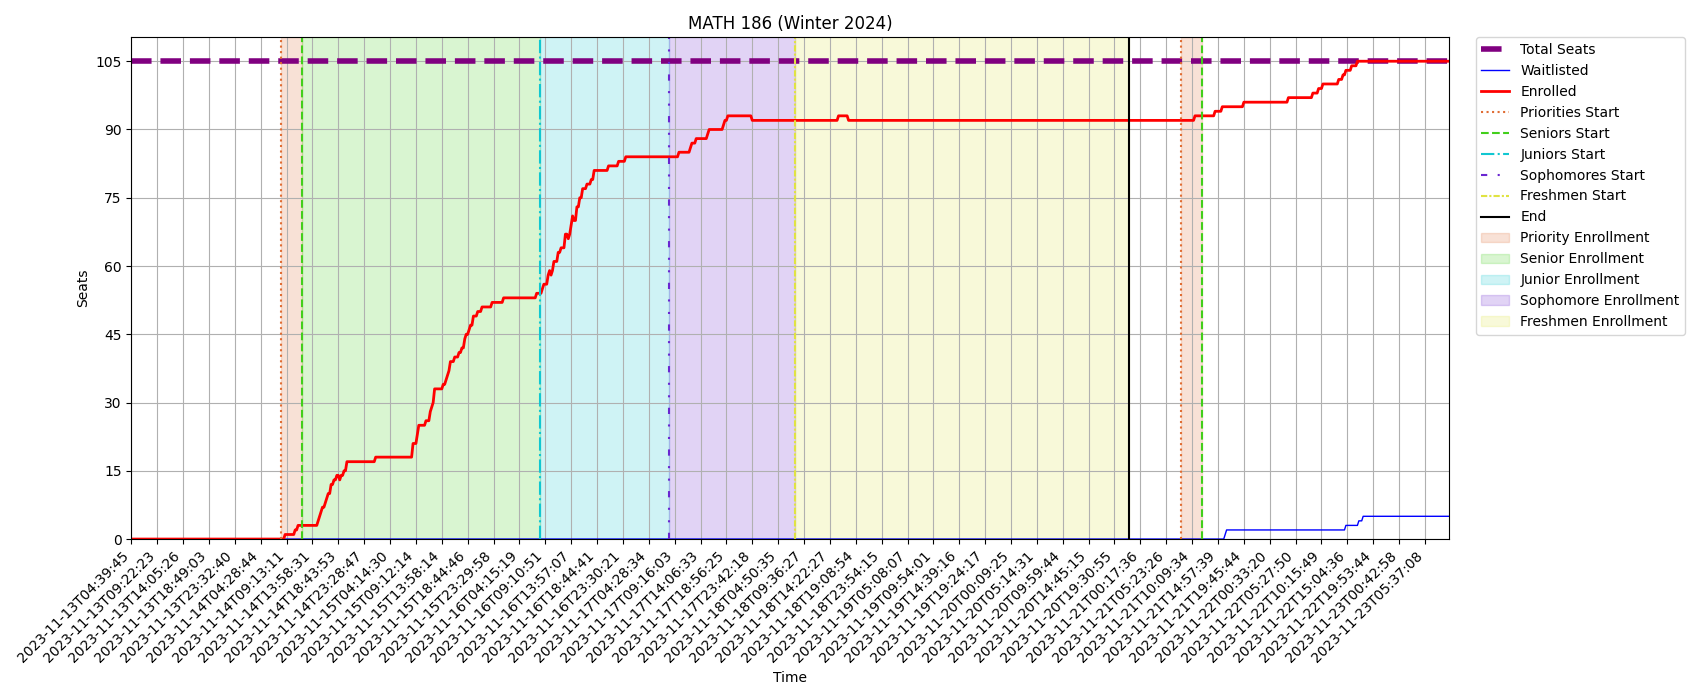 MATH 186 (Winter 2024)
105
90
75
60
45
30
15
0
Seats
2023-11-13T04:39:45
2023-11-13T09:22:23
2023-11-13T14:05:26
2023-11-13T18:49:03
2023-11-13T23:32:40
2023-11-14T04:28:44
2023-11-14T09:13:11
2023-11-14T13:58:31
2023-11-14T18:43:53
2023-11-14T23:28:47
2023-11-15T04:14:30
2023-11-15T09:12:14
2023-11-15T13:58:14
2023-11-15T18:44:46
2023-11-15T23:29:58
2023-11-16T04:15:19
2023-11-16T09:10:51
2023-11-16T13:57:07
2023-11-16T18:44:41
2023-11-16T23:30:21
2023-11-17T04:28:34
2023-11-17T09:16:03
2023-11-17T14:06:33
2023-11-17T18:56:25
2023-11-17T23:42:18
2023-11-18T04:50:35
2023-11-18T09:36:27
2023-11-18T14:22:27
2023-11-18T19:08:54
2023-11-18T23:54:15
2023-11-19T05:08:07
2023-11-19T09:54:01
2023-11-19T14:39:16
2023-11-19T19:24:17
2023-11-20T00:09:25
2023-11-20T05:14:31
2023-11-20T09:59:44
2023-11-20T14:45:15
2023-11-20T19:30:55
2023-11-21T00:17:36
2023-11-21T05:23:26
2023-11-21T10:09:34
2023-11-21T14:57:39
2023-11-21T19:45:44
2023-11-22T00:33:20
2023-11-22T05:27:50
2023-11-22T10:15:49
2023-11-22T15:04:36
2023-11-22T19:53:44
2023-11-23T00:42:58
2023-11-23T05:37:08
Time
Total Seats
Waitlisted
Enrolled
Priorities Start
Seniors Start
Juniors Start
Sophomores Start
Freshmen Start
End
Priority Enrollment
Senior Enrollment
Junior Enrollment
Sophomore Enrollment
Freshmen Enrollment